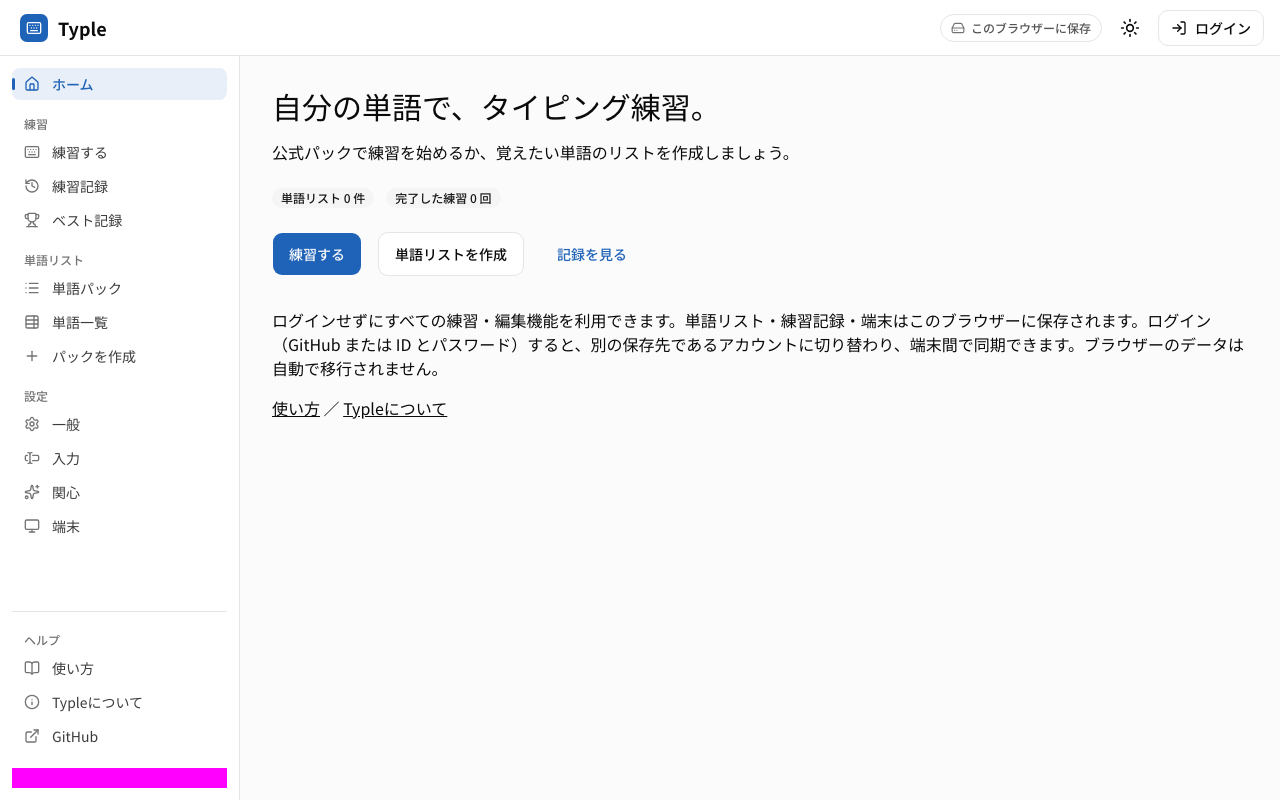 Typle
このブラウザーに保存
ログイン
ホーム
練習
練習する
練習記録
ベスト記録
単語リスト
単語パック
単語一覧
パックを作成
設定
一般
入力
関心
端末
ヘルプ
使い方
Typleについて
GitHub
自分の単語で、タイピング練習。
公式パックで練習を始めるか、覚えたい単語のリストを作成しましょう。
単語リスト 0 件
完了した練習 0 回
練習する
単語リストを作成
記録を見る
ログインせずにすべての練習・編集機能を利用できます。単語リスト・練習記録・端末はこのブラウザーに保存されます。ログイン
（GitHub または ID とパスワード）すると、別の保存先であるアカウントに切り替わり、端末間で同期できます。ブラウザーのデータは
自動で移行されません。
使い方 ／ Typleについて